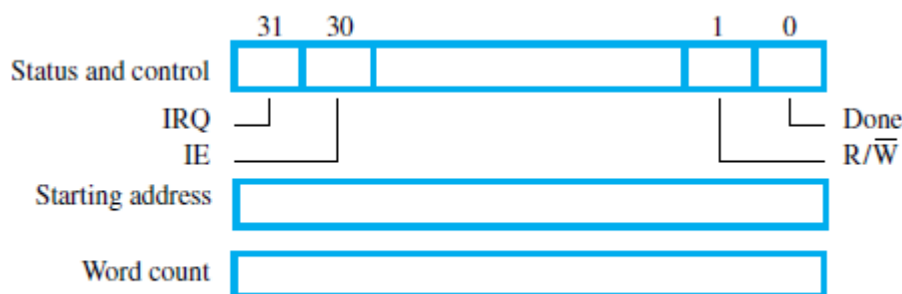 31 30 1 0
Status and control
IRQ Done
IE R/W̅
Starting address
Word count